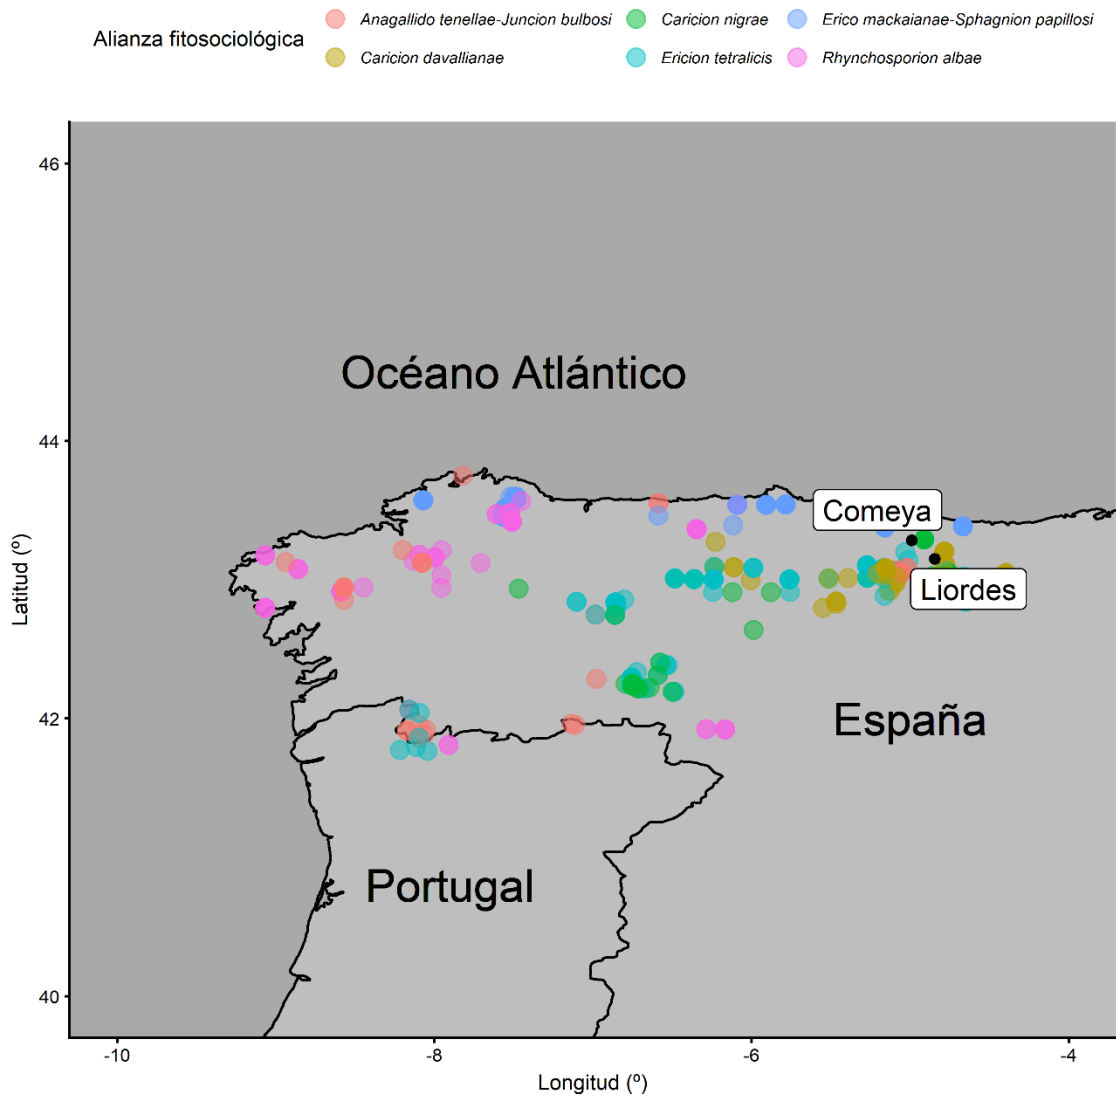 Alianza fitosociológica
Anagallido tenellae-Juncion bulbosi
Caricion nigrae
Erico mackaianae-Sphagnion papillosi
Caricion davallianae
Ericion tetralicis
Rhynchosporion albae
46
Océano Atlántico
44
Comeya
Liordes
Latitud (º)
42
España
Portugal
40
-10
-8
-6
-4
Longitud (º)